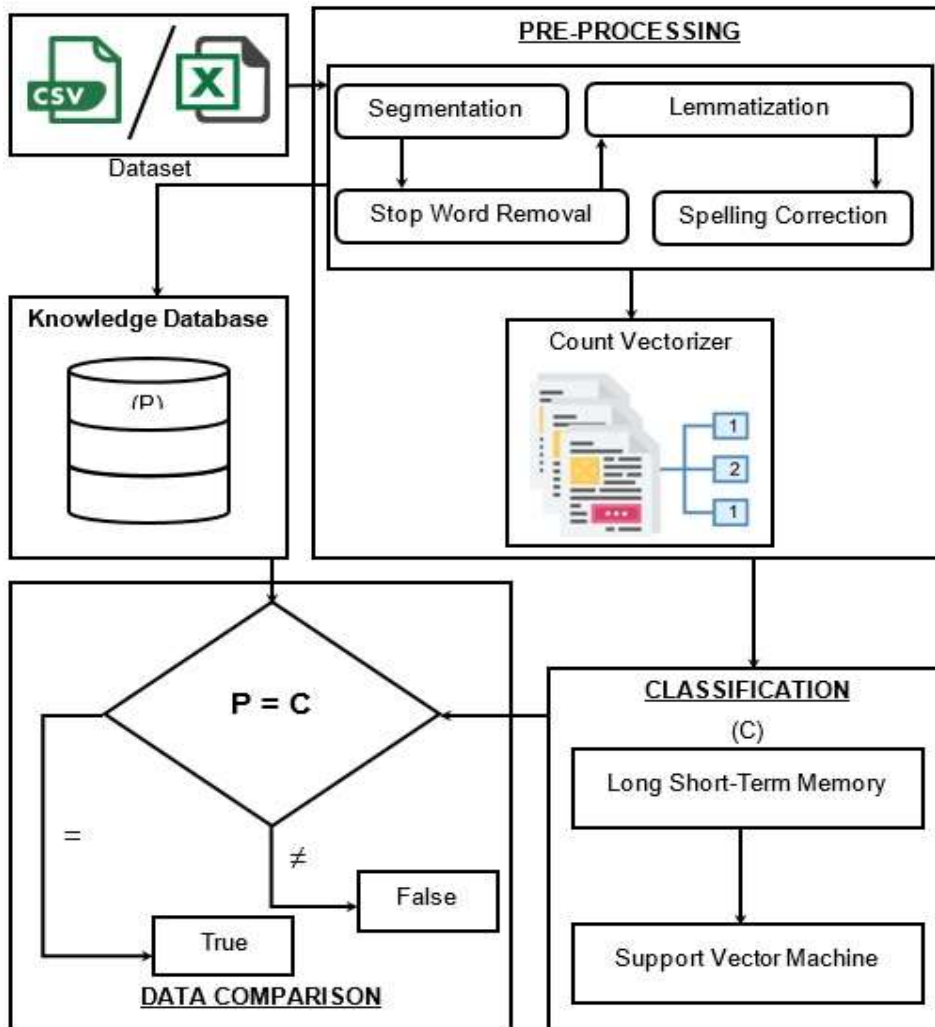 CSV
X
Dataset
PRE-PROCESSING
Segmentation
Lemmatization
Stop Word Removal
Spelling Correction
Knowledge Database
(P)
Count Vectorizer
1
2
1
P = C
=
≠
False
True
DATA COMPARISON
CLASSIFICATION
(C)
Long Short-Term Memory
Support Vector Machine